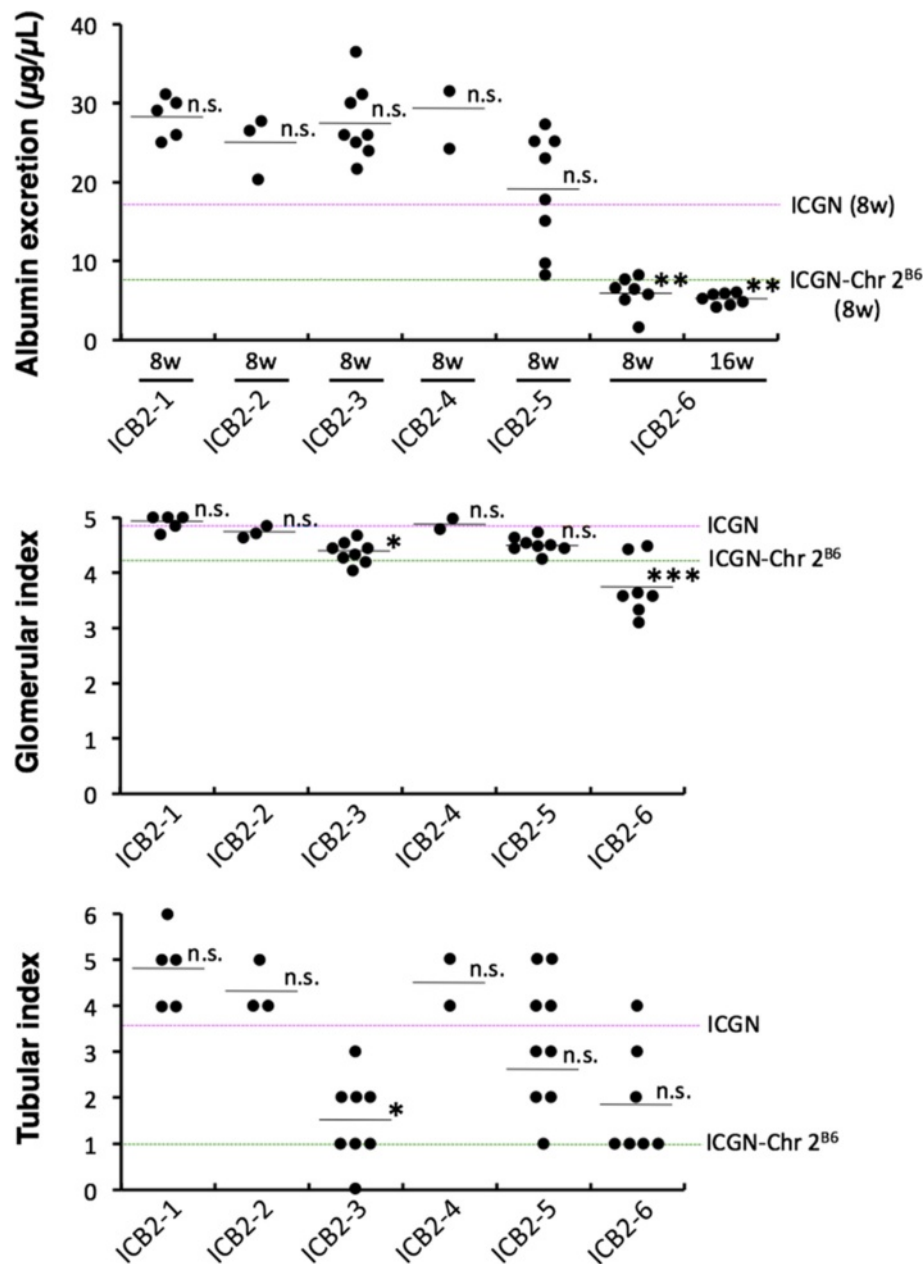 Albumin excretion (µg/µL)
40
30
20
10
0
n.s.
n.s.
n.s.
n.s.
n.s.
**
**
ICGN (8w)
ICGN-Chr 2ᴮ⁶
(8w)
8w
8w
8w
8w
8w
8w
16w
ICB2-1
ICB2-2
ICB2-3
ICB2-4
ICB2-5
ICB2-6
Glomerular index
5
4
3
2
1
0
n.s.
n.s.
*
n.s.
n.s.
***
ICGN
ICGN-Chr 2ᴮ⁶
ICB2-1
ICB2-2
ICB2-3
ICB2-4
ICB2-5
ICB2-6
Tubular index
6
5
4
3
2
1
0
n.s.
n.s.
*
n.s.
n.s.
n.s.
ICGN
ICGN-Chr 2ᴮ⁶
ICB2-1
ICB2-2
ICB2-3
ICB2-4
ICB2-5
ICB2-6